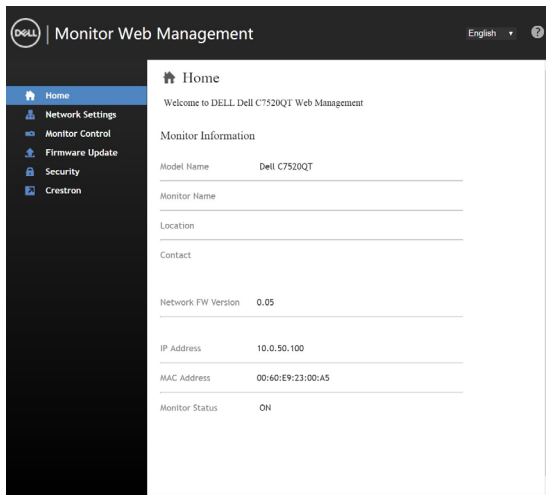 DELL | Monitor Web Management
English
?
Home
Network Settings
Monitor Control
Firmware Update
Security
Crestron
Home
Welcome to DELL Dell C7520QT Web Management
Monitor Information
Model Name Dell C7520QT
Monitor Name
Location
Contact
Network FW Version 0.05
IP Address 10.0.50.100
MAC Address 00:60:E9:23:00:A5
Monitor Status ON